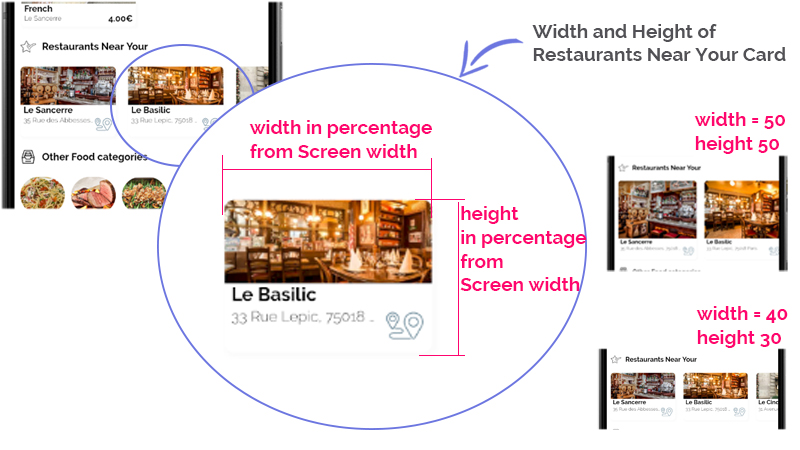 French
Le Sancerre
4.00€
Restaurants Near Your
Le Sancerre
35 Rue des Abbesses,
Le Basilic
33 Rue Lepic, 75018 ..
Other Food categories
Width and Height of
Restaurants Near Your Card
width in percentage
from Screen width
height
in percentage
from
Screen width
Le Basilic
33 Rue Lepic, 75018 ..
width = 50
height 50
Restaurants Near Your
Le Sancerre
35 Rue des Abbesses, 75018
Le Basilic
33 Rue Lepic, 75018 Paris
Other Food categories
width = 40
height 30
Restaurants Near Your
Le Sancerre
35 Rue des Abbesses,
Le Basilic
33 Rue Lepic, 75018 ..
Le Cinc